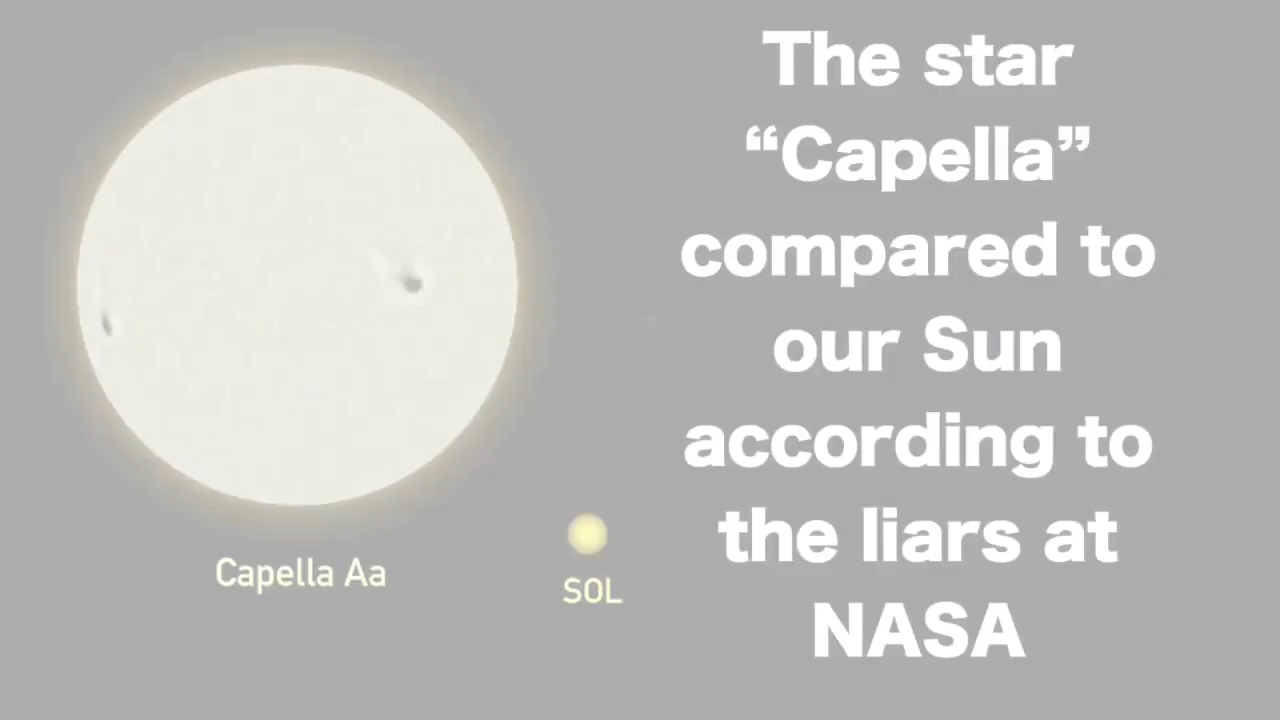 The star
“Capella”
compared to
our Sun
according to
the liars at
NASA
Capella Aa
SOL